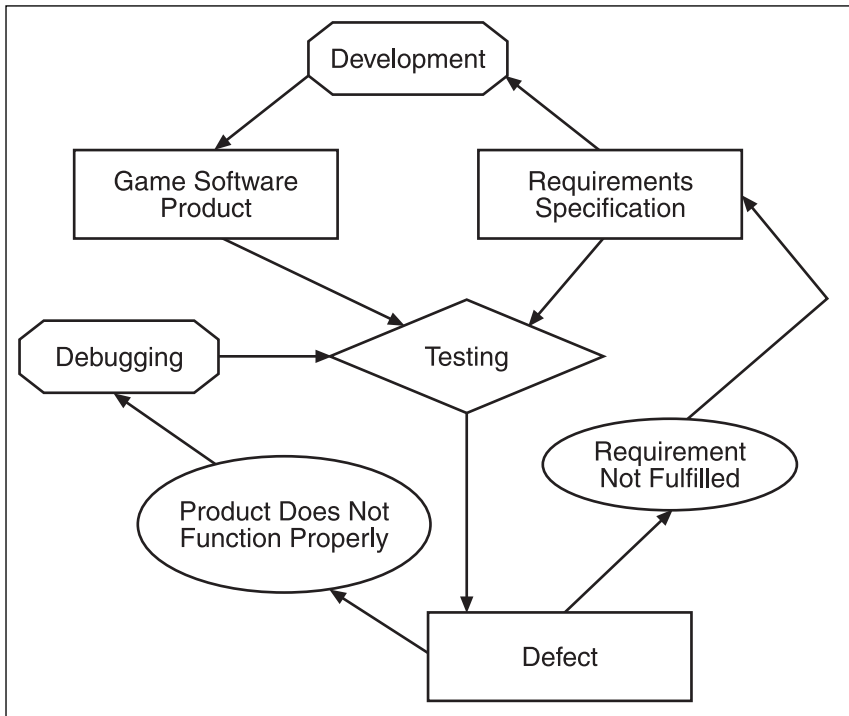 Development
Game Software
Product
Requirements
Specification
Debugging
Testing
Requirement
Not Fulfilled
Product Does Not
Function Properly
Defect